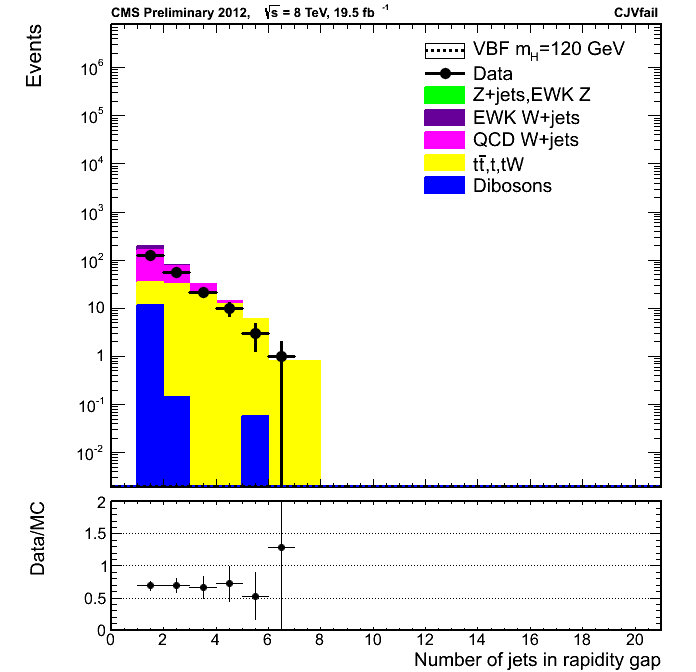 CMS Preliminary 2012, √s = 8 TeV, 19.5 fb⁻¹ CJVfail
Events
VBF m_H=120 GeV
Data
Z+jets,EWK Z
EWK W+jets
QCD W+jets
tt̄,t,tW
Dibosons
10⁶
10⁵
10⁴
10³
10²
10
1
10⁻¹
10⁻²
Data/MC
2
1.5
1
0.5
0
0 2 4 6 8 10 12 14 16 18 20
Number of jets in rapidity gap